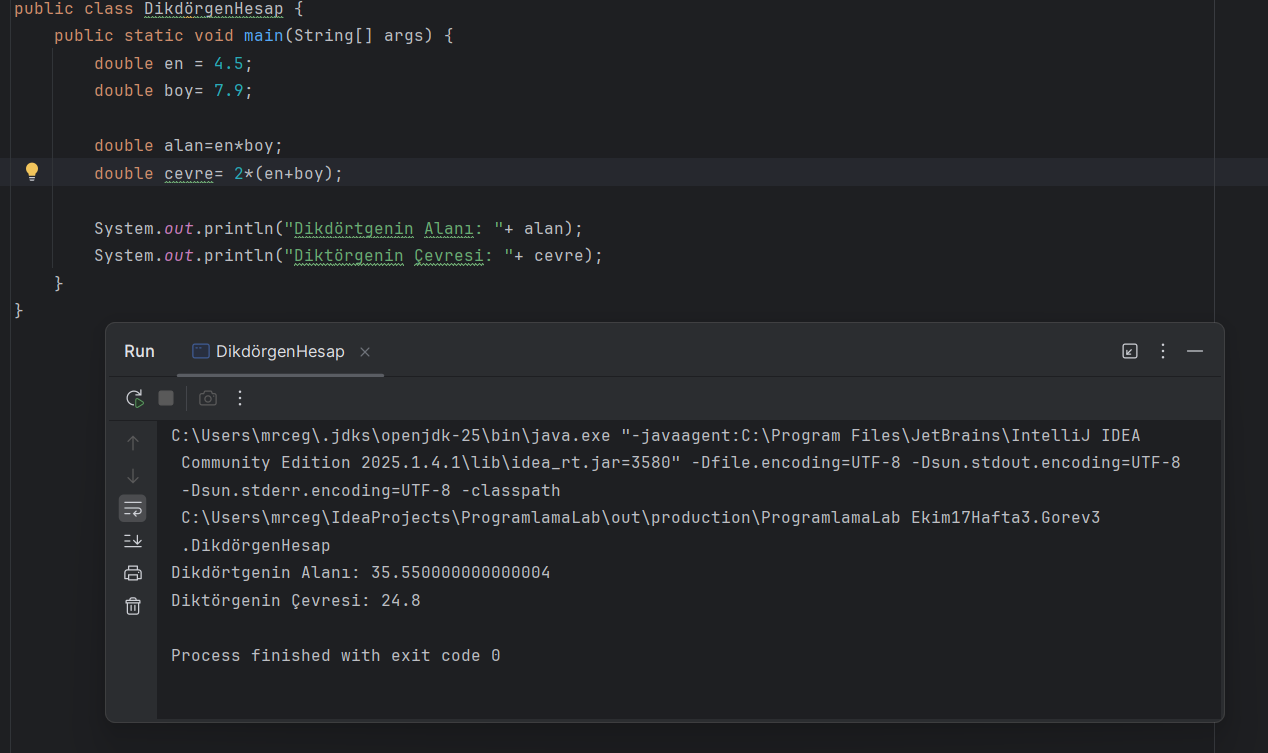 public class DikdörgenHesap {
    public static void main(String[] args) {
        double en = 4.5;
        double boy= 7.9;

        double alan=en*boy;
        double cevre= 2*(en+boy);

        System.out.println("Dikdörtgenin Alanı: "+ alan);
        System.out.println("Diktörgenin Çevresi: "+ cevre);
    }
}
Run DikdörgenHesap
C:\Users\mrceg\.jdks\openjdk-25\bin\java.exe "-javaagent:C:\Program Files\JetBrains\IntelliJ IDEA
Community Edition 2025.1.4.1\lib\idea_rt.jar=3580" -Dfile.encoding=UTF-8 -Dsun.stdout.encoding=UTF-8
-Dsun.stderr.encoding=UTF-8 -classpath
C:\Users\mrceg\IdeaProjects\ProgramlamaLab\out\production\ProgramlamaLab Ekim17Hafta3.Gorev3
.DikdörgenHesap
Dikdörtgenin Alanı: 35.550000000000004
Diktörgenin Çevresi: 24.8

Process finished with exit code 0